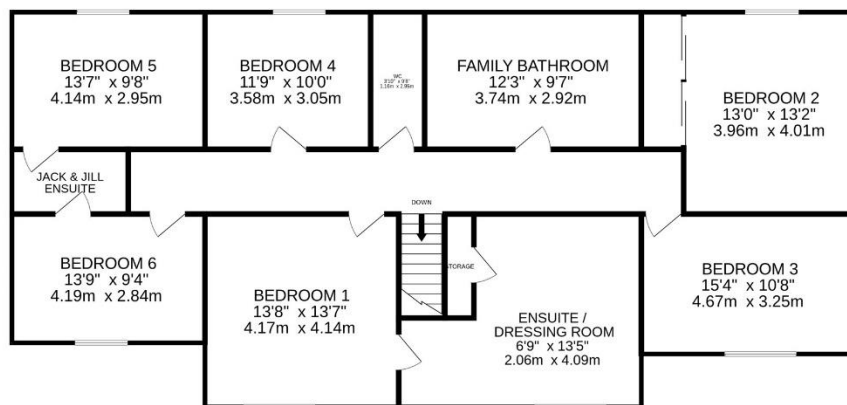 BEDROOM 5
13'7" x 9'8"
4.14m x 2.95m
BEDROOM 4
11'9" x 10'0"
3.58m x 3.05m
WC
FAMILY BATHROOM
12'3" x 9'7"
3.74m x 2.92m
BEDROOM 2
13'0" x 13'2"
3.96m x 4.01m
JACK & JILL
ENSUITE
DOWN
BEDROOM 6
13'9" x 9'4"
4.19m x 2.84m
BEDROOM 1
13'8" x 13'7"
4.17m x 4.14m
STORAGE
ENSUITE /
DRESSING ROOM
6'9" x 13'5"
2.06m x 4.09m
BEDROOM 3
15'4" x 10'8"
4.67m x 3.25m